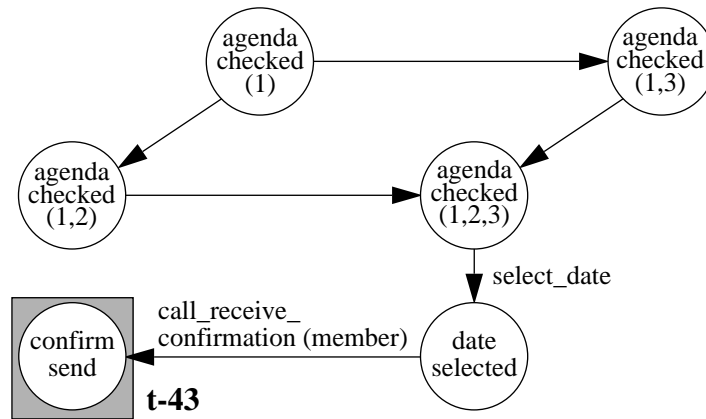 agenda
checked
(1)
agenda
checked
(1,3)
agenda
checked
(1,2)
agenda
checked
(1,2,3)
select_date
call_receive_
confirmation (member)
confirm
send
date
selected
t-43